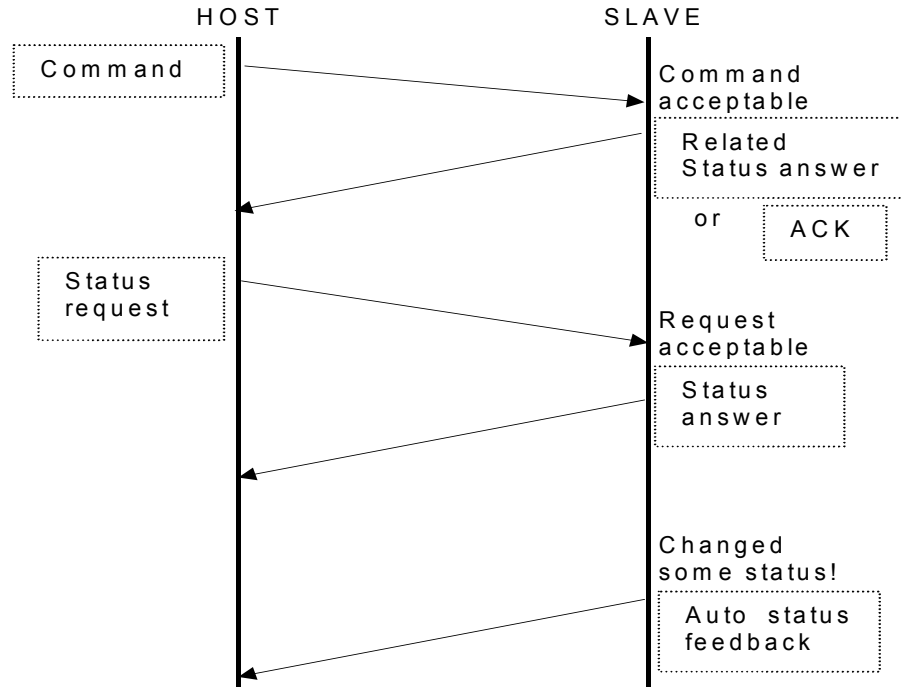 HOST
SLAVE
Command
Command
acceptable
Related
Status answer
or
ACK
Status
request
Request
acceptable
Status
answer
Changed
some status!
Auto status
feedback